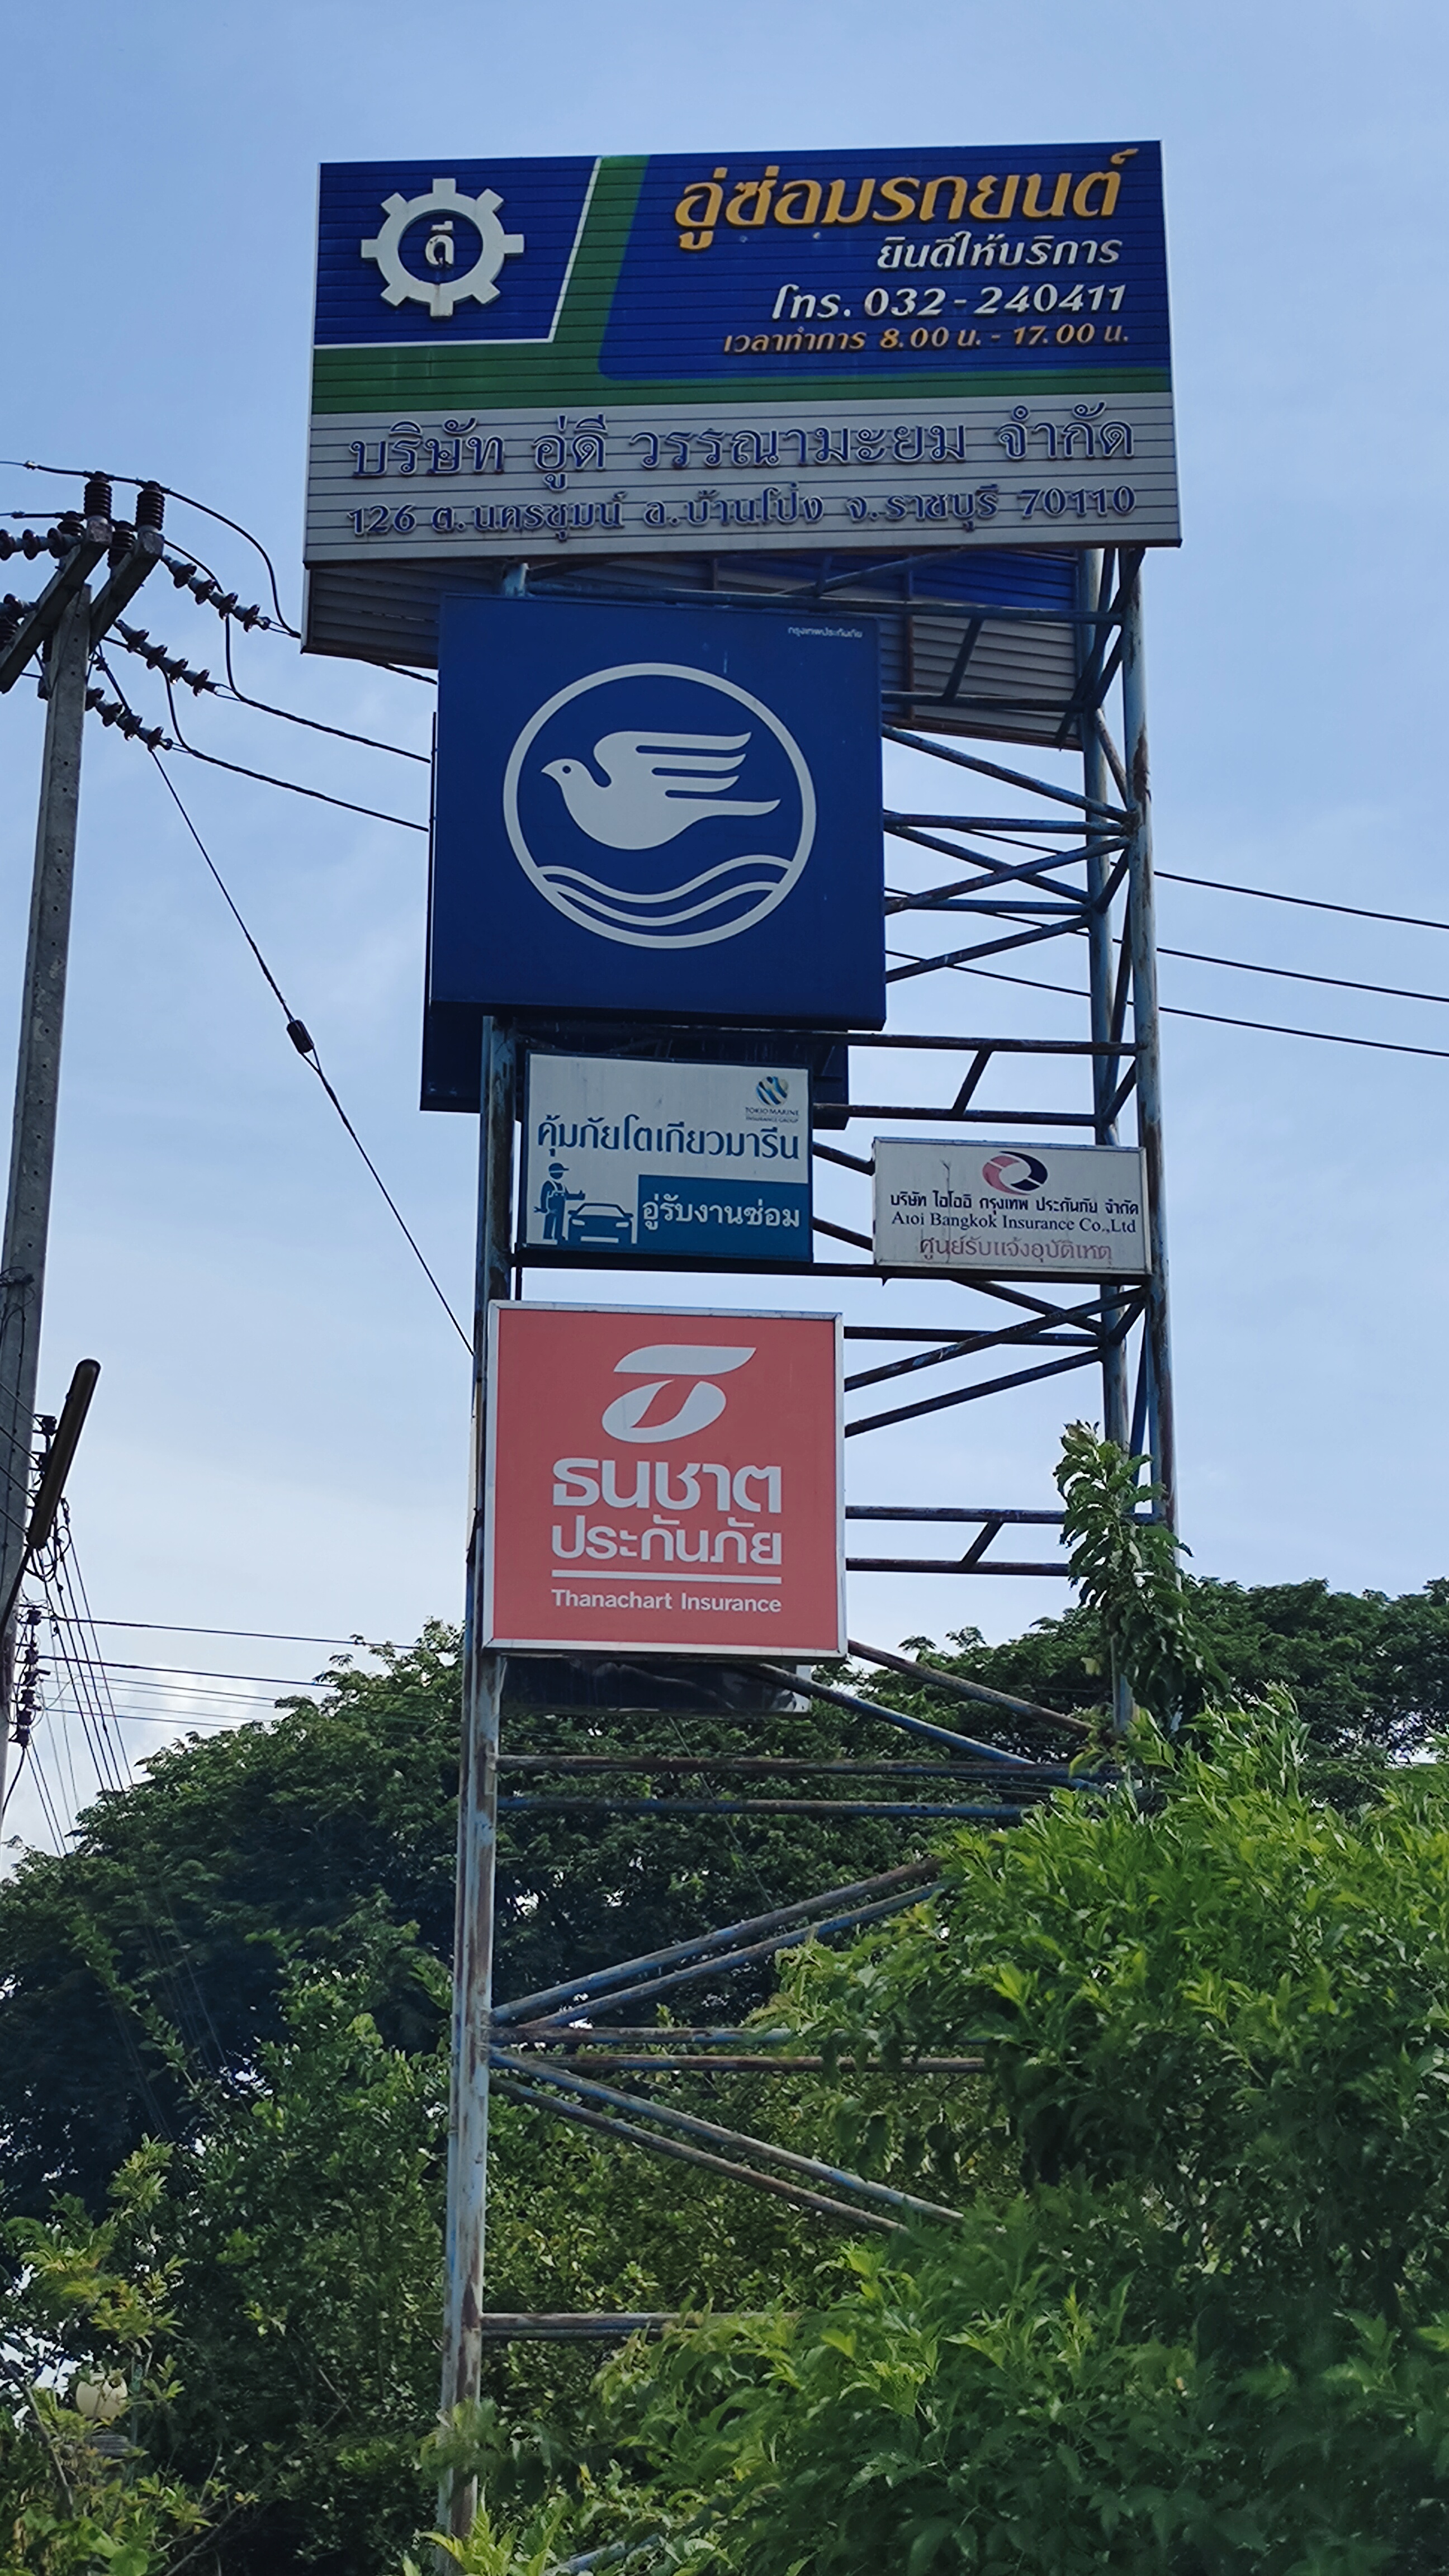 ดี
อู่ซ่อมรถยนต์
ยินดีให้บริการ
โทร. 032-240411
เวลาทำการ 8.00 น. - 17.00 น.
บริษัท อู่ดี วรรณามะยม จำกัด
126 ต.นครชุมน์ อ.บ้านโป่ง จ.ราชบุรี 70110
กรุงเทพประกันภัย
TOKIO MARINE
INSURANCE GROUP
คุ้มภัยโตเกียวมารีน
อู่รับงานซ่อม
บริษัท ไอโออิ กรุงเทพ ประกันภัย จำกัด
Aioi Bangkok Insurance Co.,Ltd
ศูนย์รับแจ้งอุบัติเหตุ
ธนชาต
ประกันภัย
Thanachart Insurance